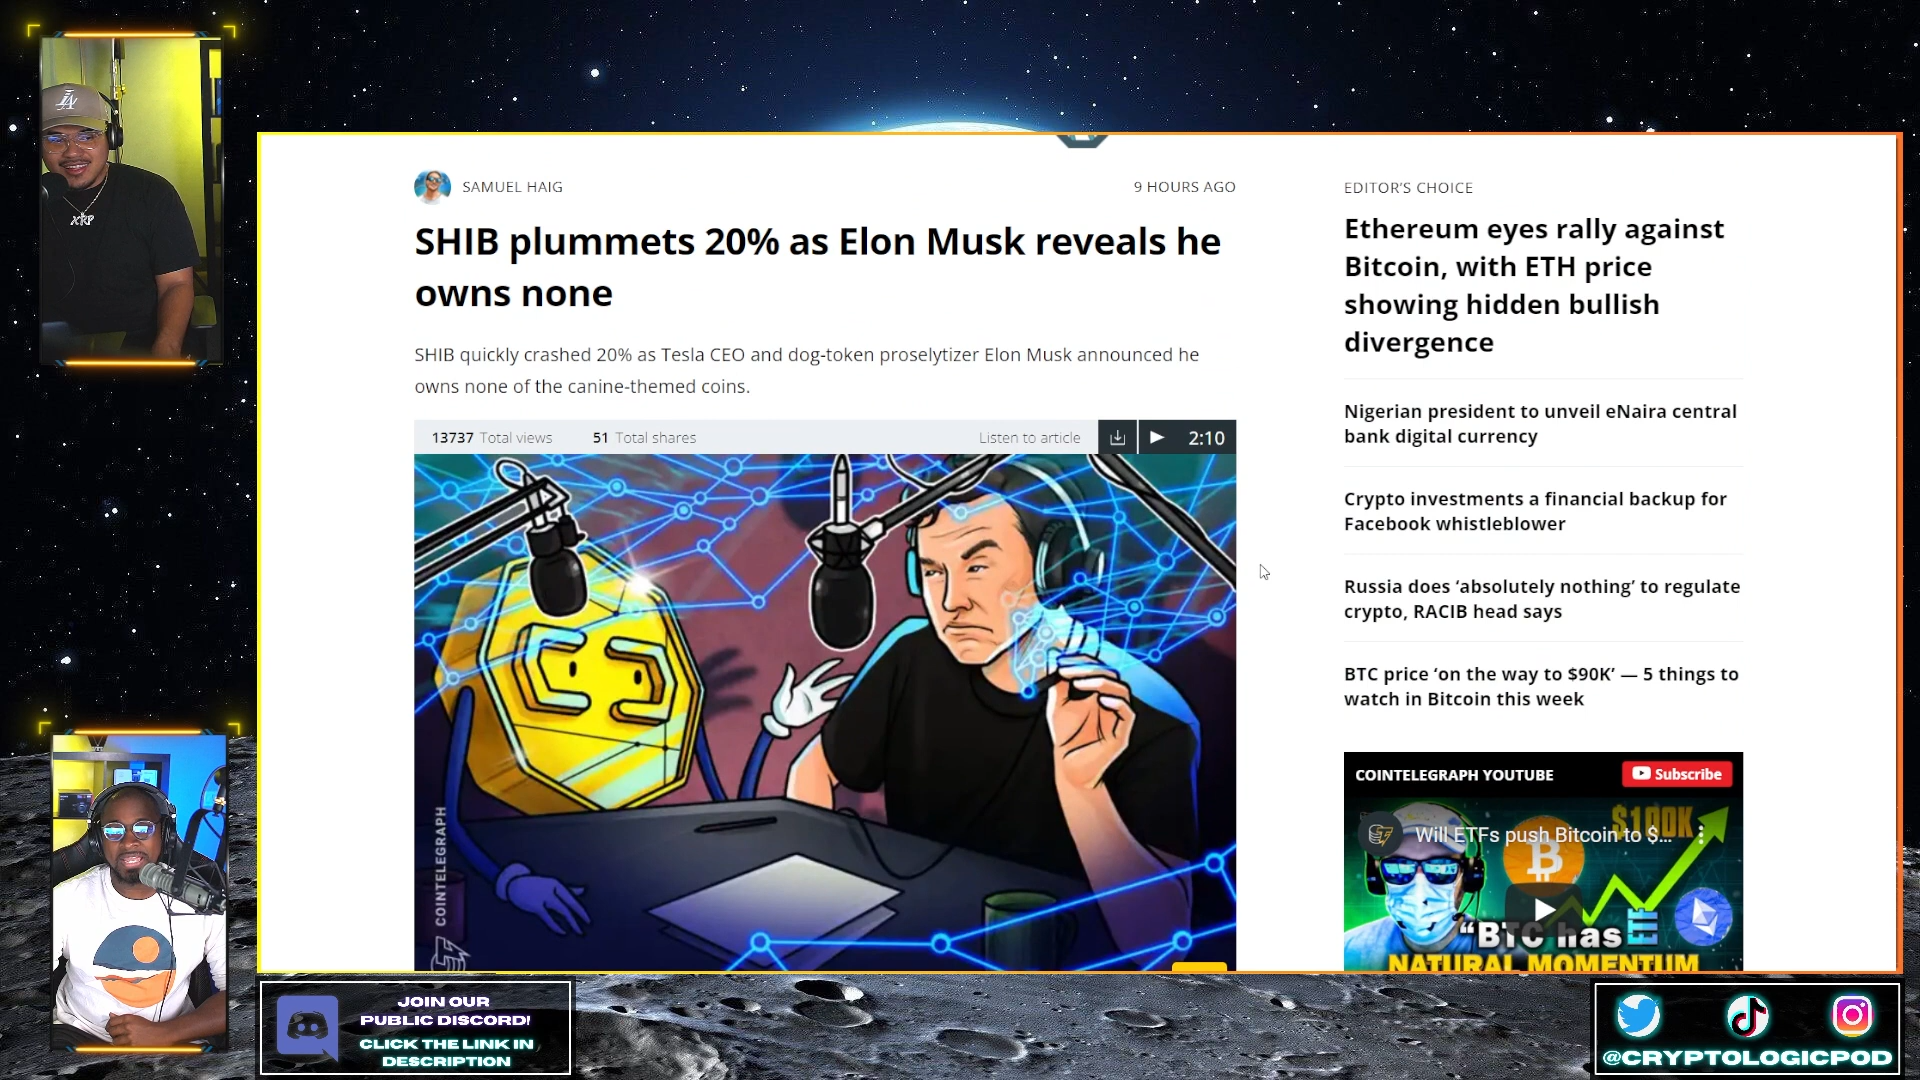 LA
XRP
SAMUEL HAIG
9 HOURS AGO
SHIB plummets 20% as Elon Musk reveals he
owns none
SHIB quickly crashed 20% as Tesla CEO and dog-token proselytizer Elon Musk announced he
owns none of the canine-themed coins.
13737 Total views
51 Total shares
Listen to article
2:10
COINTELEGRAPH
EDITOR'S CHOICE
Ethereum eyes rally against
Bitcoin, with ETH price
showing hidden bullish
divergence
Nigerian president to unveil eNaira central
bank digital currency
Crypto investments a financial backup for
Facebook whistleblower
Russia does ‘absolutely nothing’ to regulate
crypto, RACIB head says
BTC price ‘on the way to $90K’ — 5 things to
watch in Bitcoin this week
COINTELEGRAPH YOUTUBE
Subscribe
$100K
Will ETFs push Bitcoin to $...
"BTC has ETF
NATURAL MOMENTUM
JOIN OUR
PUBLIC DISCORD!
CLICK THE LINK IN
DESCRIPTION
@CRYPTOLOGICPOD